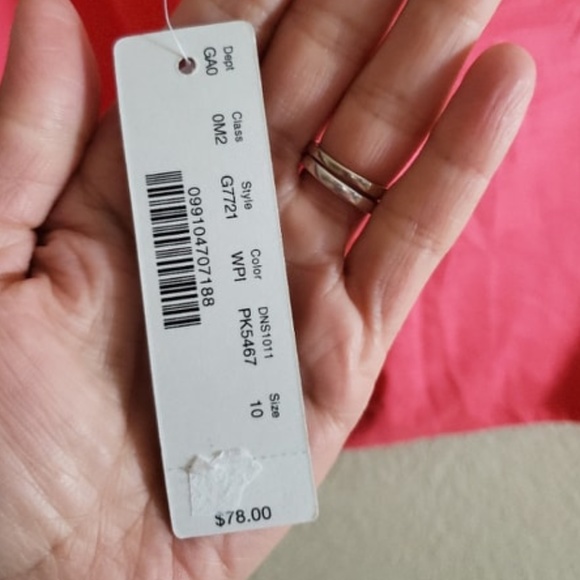 Dept Class Style Color DNS1011 Size
GA0 0M2 G7721 WPI PK5467 10
099104707188
$78.00